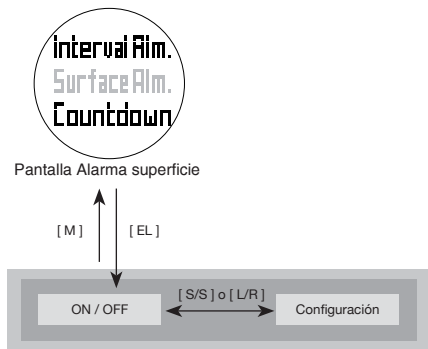 Interval Alm.
Surface Alm.
Countdown
Pantalla Alarma superficie
[ M ] [ EL ]
[ S/S ] o [ L/R ]
ON / OFF Configuración